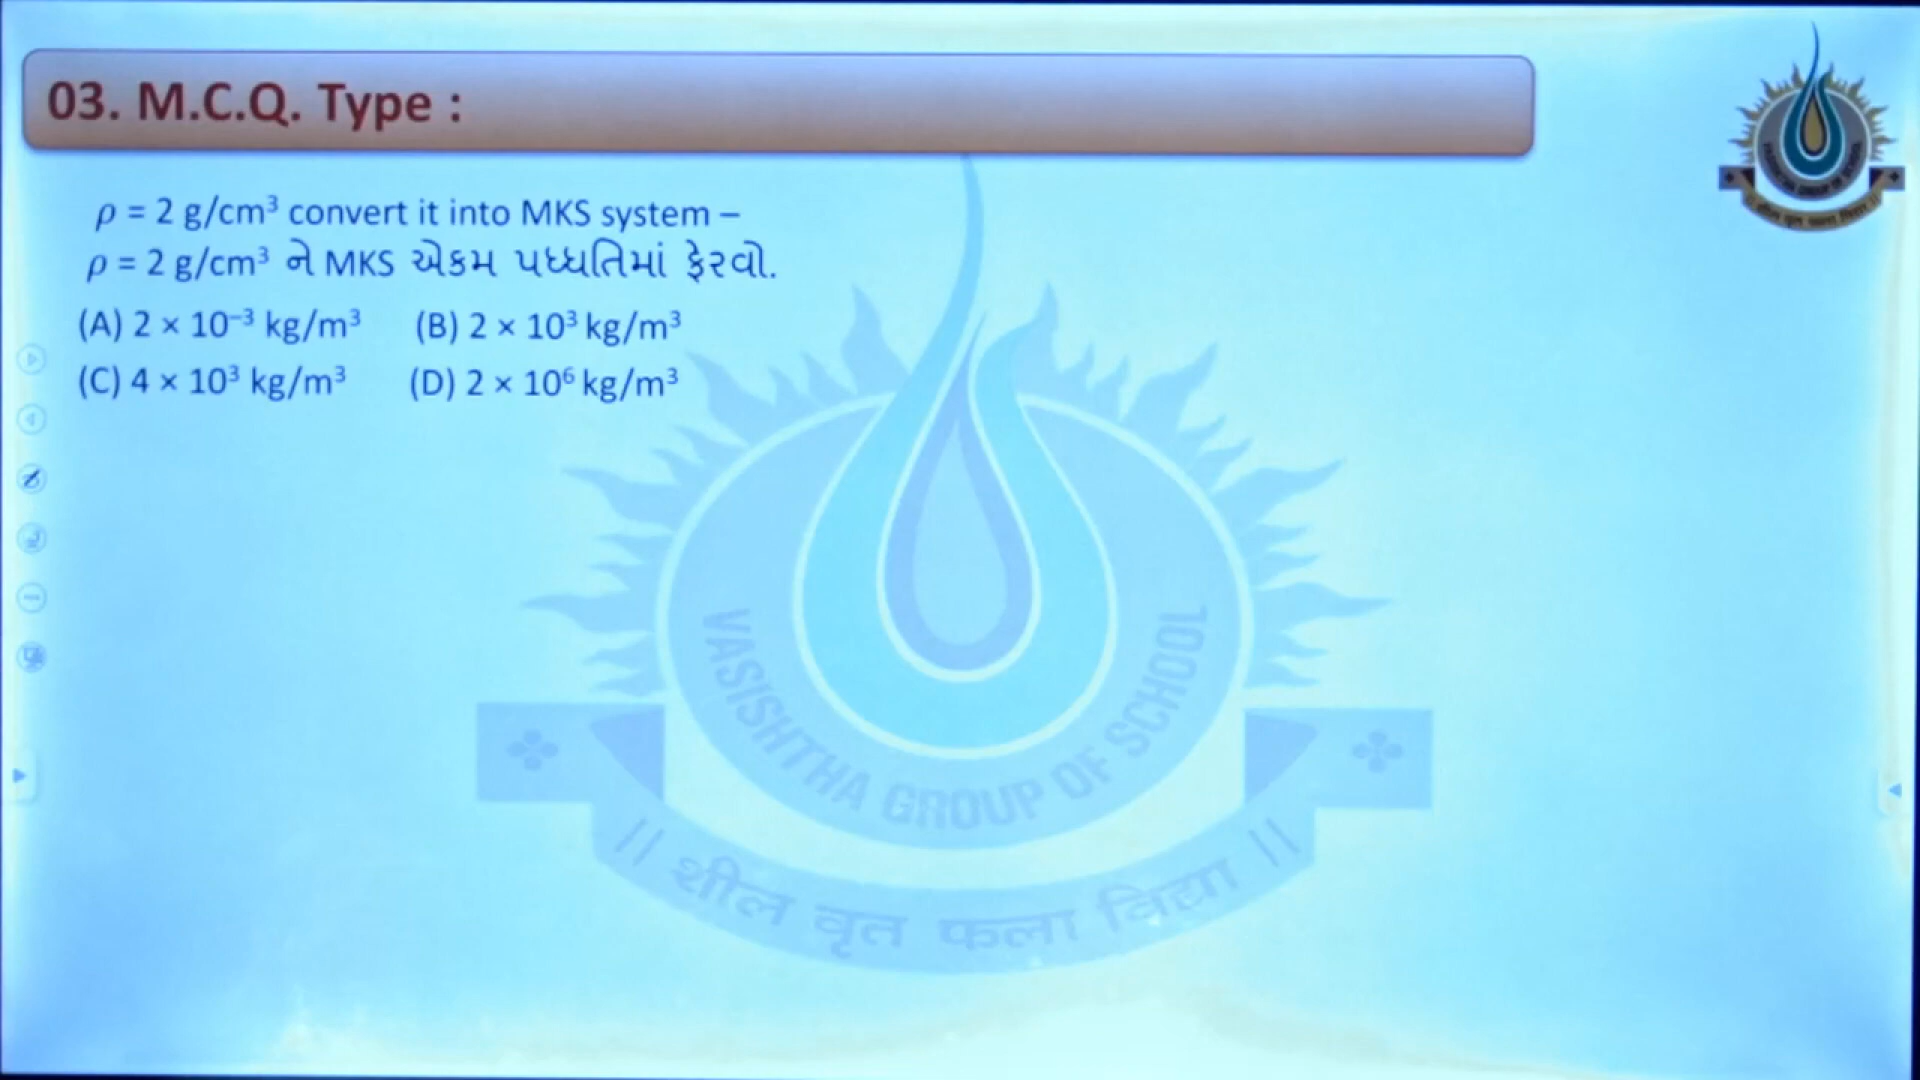 03. M.C.Q. Type :
ρ = 2 g/cm³ convert it into MKS system –
ρ = 2 g/cm³ ને MKS એકમ પધ્ધતિમાં ફેરવો.
(A) 2 × 10⁻³ kg/m³ (B) 2 × 10³ kg/m³
(C) 4 × 10³ kg/m³ (D) 2 × 10⁶ kg/m³
VASISHTHA GROUP OF SCHOOL
|| शील वृत फला विद्या ||